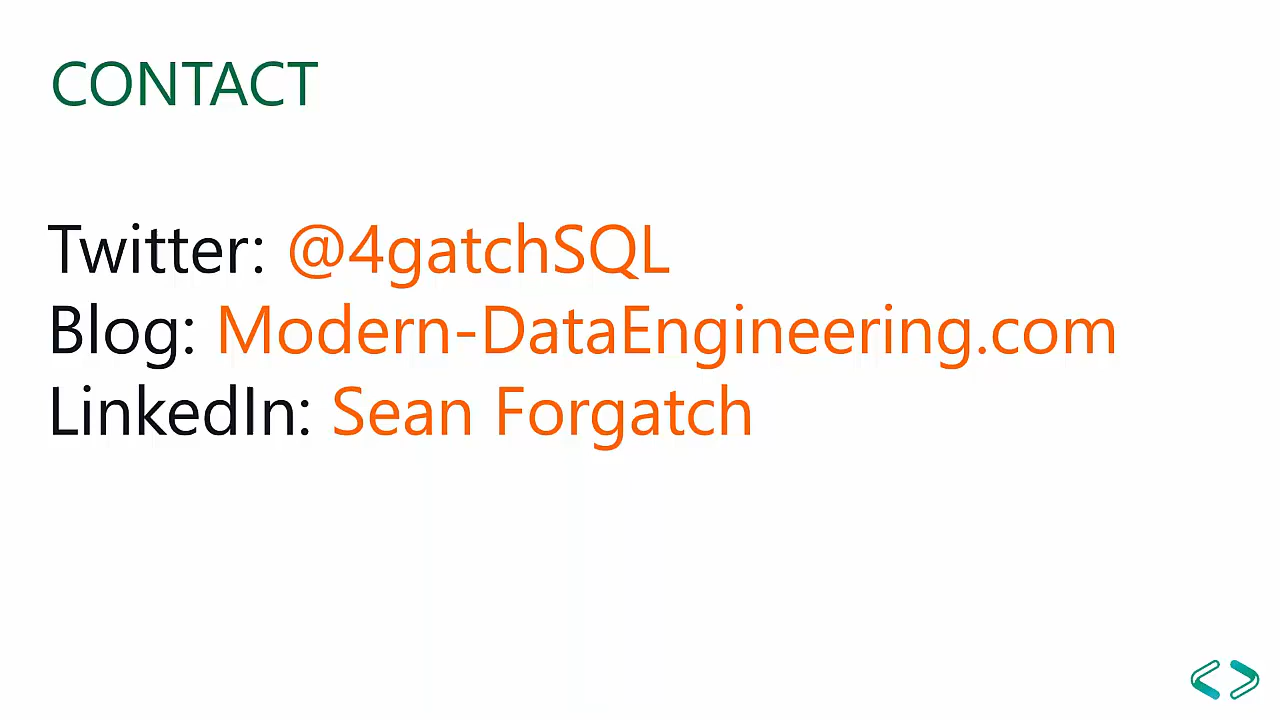 CONTACT
Twitter: @4gatchSQL
Blog: Modern-DataEngineering.com
LinkedIn: Sean Forgatch